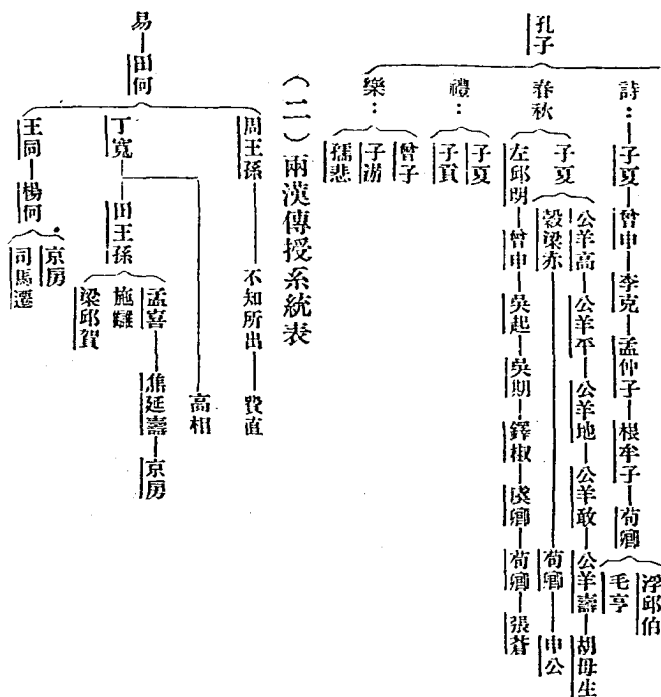 孔子
詩：子夏 曾申 李克 孟仲子 根牟子 荀卿
浮邱伯
毛亨
春秋
子夏
公羊高 公羊平 公羊地 公羊敢 公羊壽 胡母生
穀梁赤 荀卿 申公
左邱明 曾申 吳起 吳期 鐸椒 虞卿 荀卿 張蒼
禮：
子夏
子貢
樂：
曾子
子游
孺悲
（二）兩漢傳授系統表
易 田何
周王孫 不知所出 費直
丁寬
高相
田王孫
孟喜 焦延壽 京房
施讎
梁邱賀
王同 楊何
京房
司馬遷